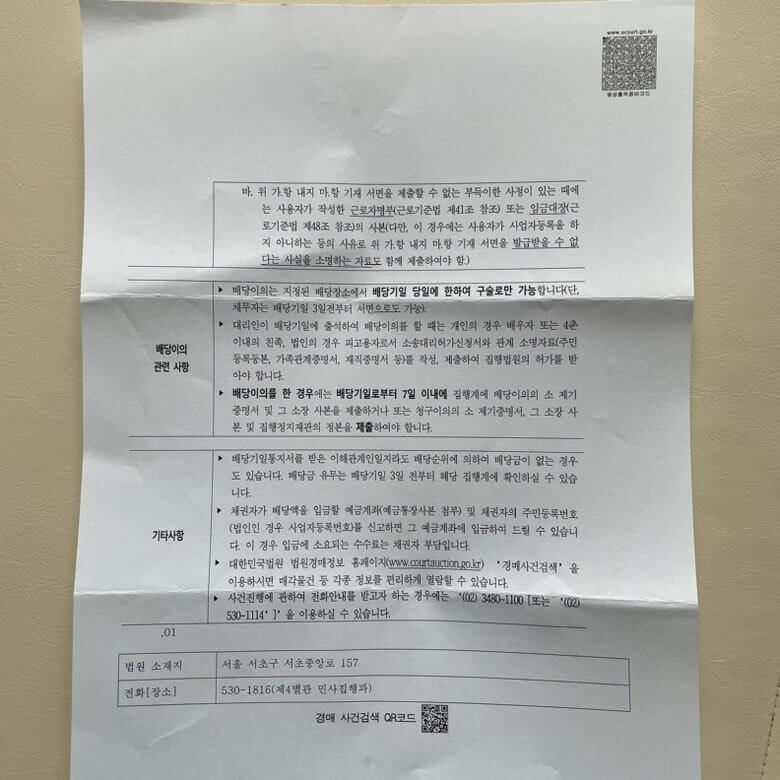 www.scourt.go.kr
음성출력용바코드
바. 위 가.항 내지 마.항 기재 서면을 제출할 수 없는 부득이한 사정이 있는 때에
는 사용자가 작성한 근로자명부(근로기준법 제41조 참조) 또는 임금대장(근
로기준법 제48조 참조)의 사본(다만, 이 경우에는 사용자가 사업자등록을 하
지 아니하는 등의 사유로 위 가.항 내지 마.항 기재 서면을 발급받을 수 없
다는 사실을 소명하는 자료도 함께 제출하여야 함.)
배당이의
관련 사항
▶ 배당이의는 지정된 배당장소에서 배당기일 당일에 한하여 구술로만 가능합니다(단,
채무자는 배당기일 3일전부터 서면으로도 가능).
▶ 대리인이 배당기일에 출석하여 배당이의를 할 때는 개인의 경우 배우자 또는 4촌
이내의 친족, 법인의 경우 피고용자로서 소송대리허가신청서와 관계 소명자료(주민
등록등본, 가족관계증명서, 재직증명서 등)를 작성, 제출하여 집행법원의 허가를 받
아야 합니다.
▶ 배당이의를 한 경우에는 배당기일로부터 7일 이내에 집행계에 배당이의의 소 제기
증명서 및 그 소장 사본을 제출하거나 또는 청구이의의 소 제기증명서, 그 소장 사
본 및 집행정지재판의 정본을 제출하여야 합니다.
기타사항
▶ 배당기일통지서를 받은 이해관계인일지라도 배당순위에 의하여 배당금이 없는 경우
도 있습니다. 배당금 유무는 배당기일 3일 전부터 해당 집행계에 확인하실 수 있습
니다.
▶ 채권자가 배당액을 입금할 예금계좌(예금통장사본 첨부) 및 채권자의 주민등록번호
(법인인 경우 사업자등록번호)를 신고하면 그 예금계좌에 입금하여 드릴 수 있습니
다. 이 경우 입금에 소요되는 수수료는 채권자 부담입니다.
▶ 대한민국법원 법원경매정보 홈페이지(www.courtauction.go.kr) ‘경매사건검색’을
이용하시면 매각물건 등 각종 정보를 편리하게 열람할 수 있습니다.
▶ 사건진행에 관하여 전화안내를 받고자 하는 경우에는 ‘(02) 3480-1100 [또는 ‘(02)
530-1114’]’을 이용하실 수 있습니다.
.01
법원 소재지 서울 서초구 서초중앙로 157
전화[장소] 530-1816(제4별관 민사집행과)
경매 사건검색 QR코드